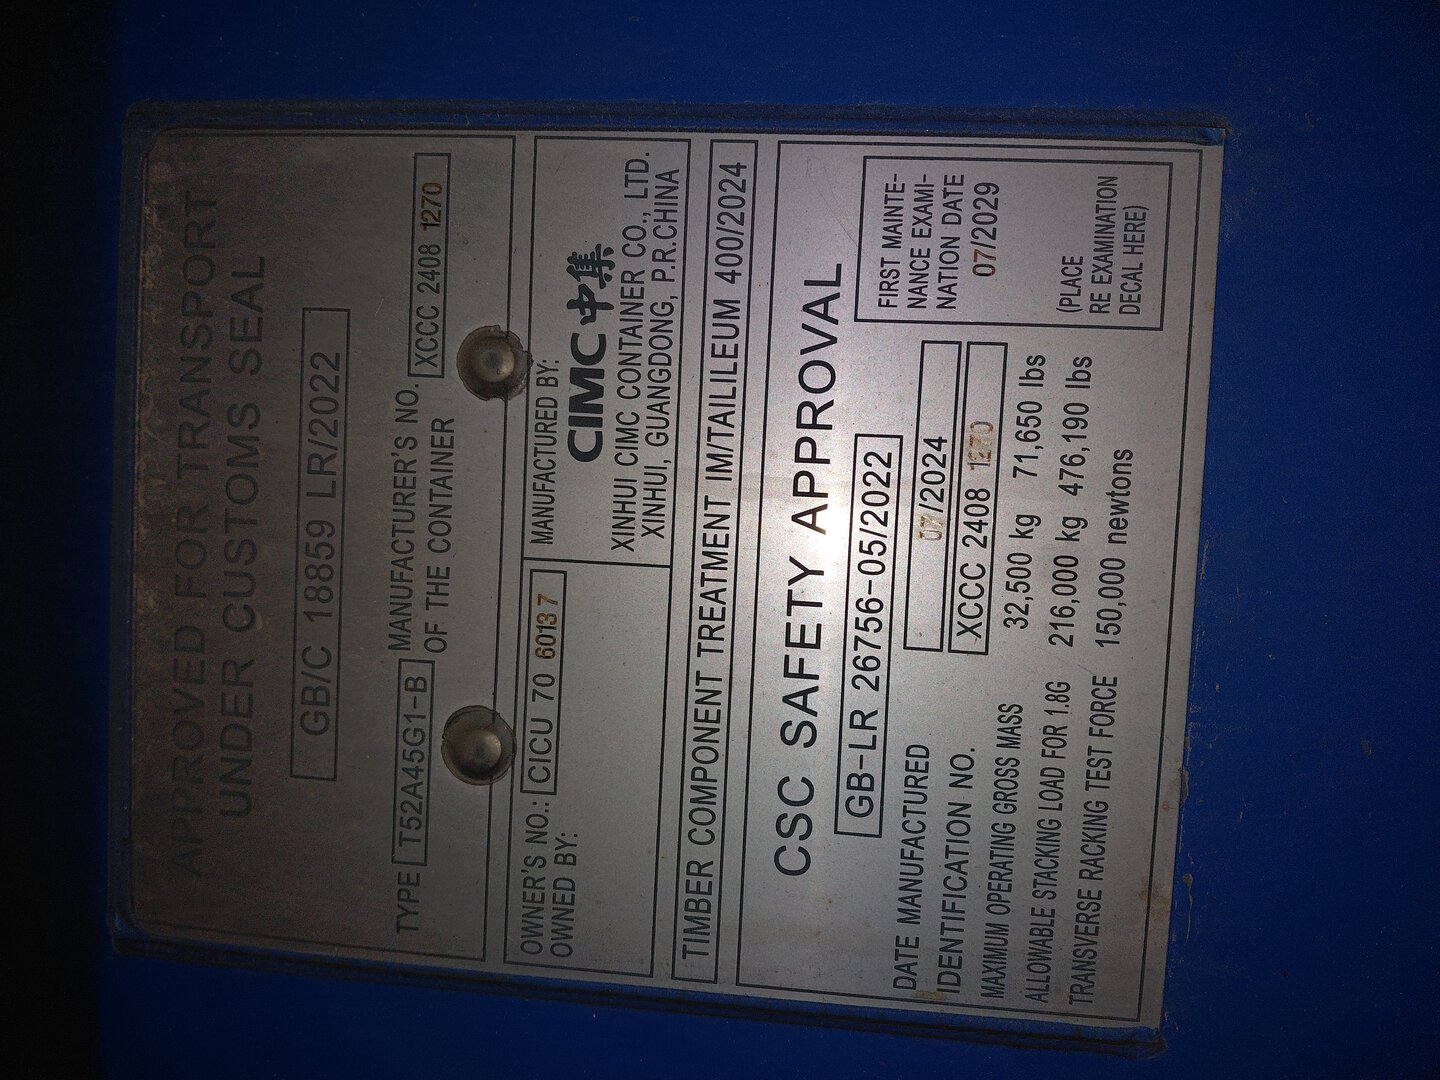 APPROVED FOR TRANSPORT
UNDER CUSTOMS SEAL
GB/C 18859 LR/2022
TYPE T52A45G1-B MANUFACTURER'S NO. XCCC 2408 1270
OF THE CONTAINER
OWNER'S NO.: CICU 70 60137
OWNED BY:
MANUFACTURED BY:
CIMC中集
XINHUI CIMC CONTAINER CO., LTD.
XINHUI, GUANGDONG, P.R.CHINA
TIMBER COMPONENT TREATMENT IM/TAILILEUM 400/2024
CSC SAFETY APPROVAL
GB-LR 26756-05/2022
DATE MANUFACTURED 07/2024
IDENTIFICATION NO. XCCC 2408 1270
MAXIMUM OPERATING GROSS MASS 32,500 kg 71,650 lbs
ALLOWABLE STACKING LOAD FOR 1.8G 216,000 kg 476,190 lbs
TRANSVERSE RACKING TEST FORCE 150,000 newtons
FIRST MAINTE-
NANCE EXAMI-
NATION DATE
07/2029
(PLACE
RE EXAMINATION
DECAL HERE)